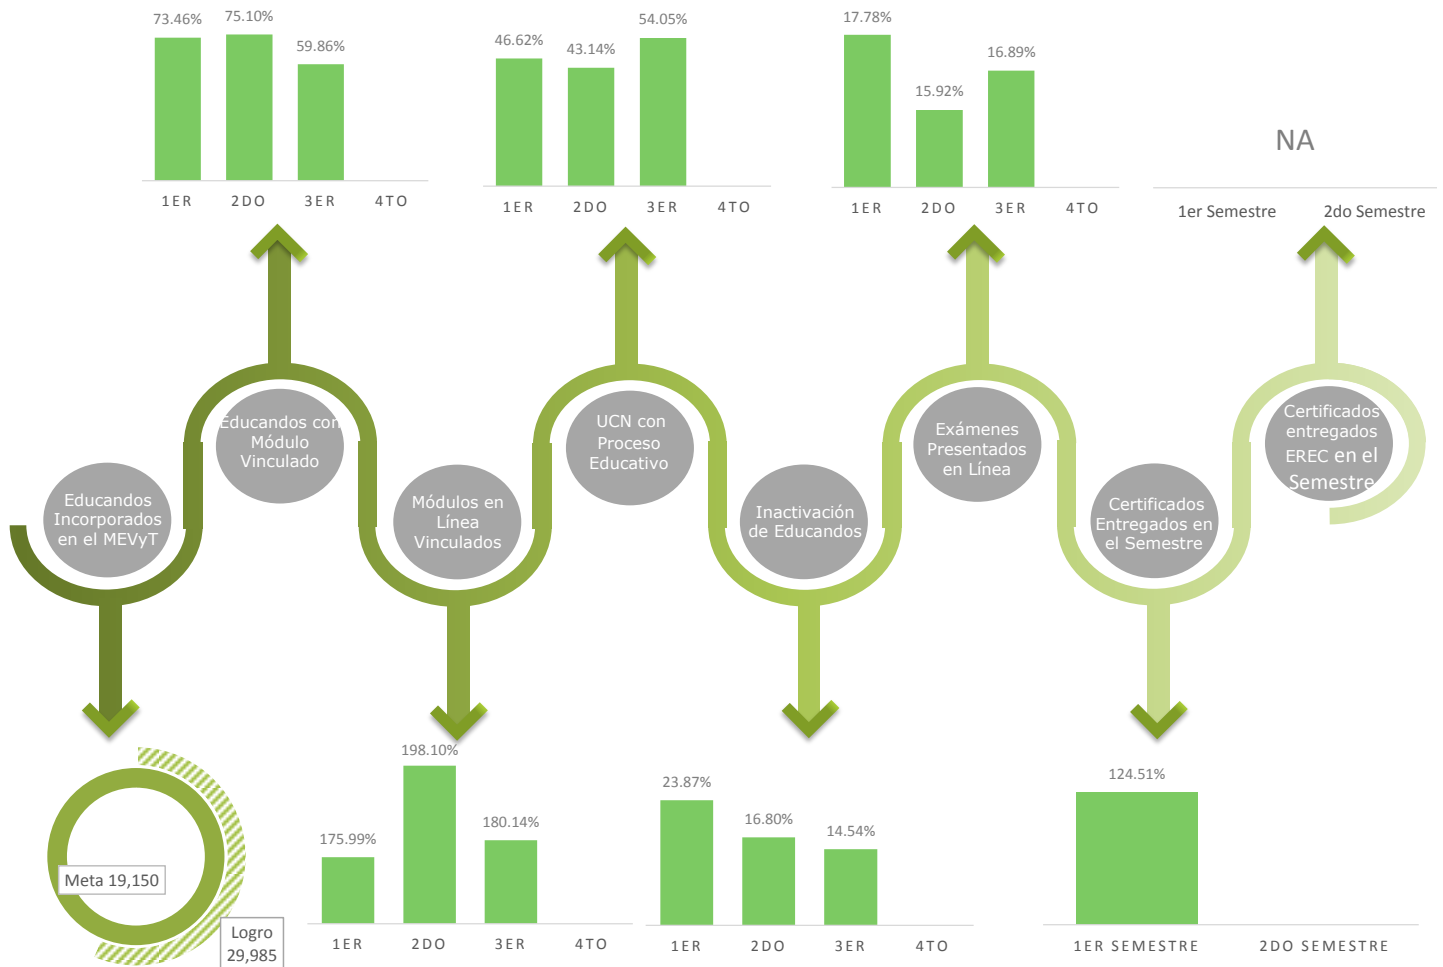 73.46%
75.10%
59.86%
1ER 2DO 3ER 4TO
46.62%
43.14%
54.05%
1ER 2DO 3ER 4TO
17.78%
15.92%
16.89%
1ER 2DO 3ER 4TO
NA
1er Semestre 2do Semestre
Educandos
Incorporados
en el MEVyT
Educandos con
Módulo
Vinculado
Módulos en
Línea
Vinculados
UCN con
Proceso
Educativo
Inactivación
de Educandos
Exámenes
Presentados
en Línea
Certificados
Entregados en
el Semestre
Certificados
entregados
EREC en el
Semestre
Meta 19,150
Logro
29,985
175.99%
198.10%
180.14%
1ER 2DO 3ER 4TO
23.87%
16.80%
14.54%
1ER 2DO 3ER 4TO
124.51%
1ER SEMESTRE 2DO SEMESTRE